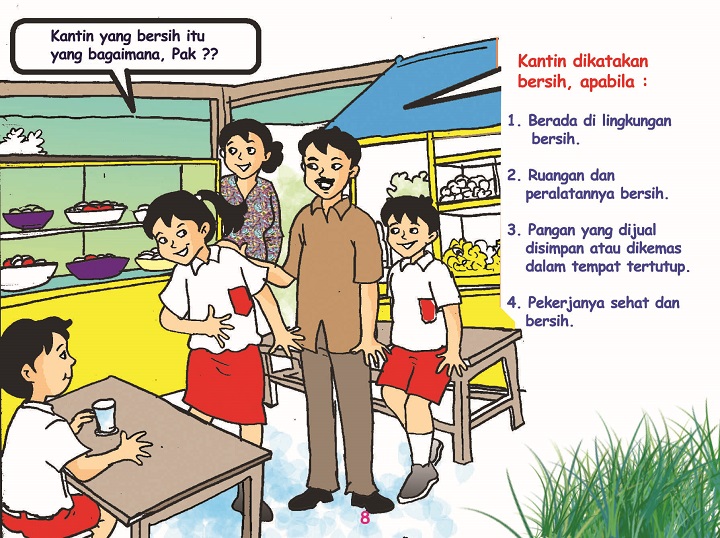 Kantin yang bersih itu
yang bagaimana, Pak ??
Kantin dikatakan
bersih, apabila :
1. Berada di lingkungan
bersih.
2. Ruangan dan
peralatannya bersih.
3. Pangan yang dijual
disimpan atau dikemas
dalam tempat tertutup.
4. Pekerjanya sehat dan
bersih.
8